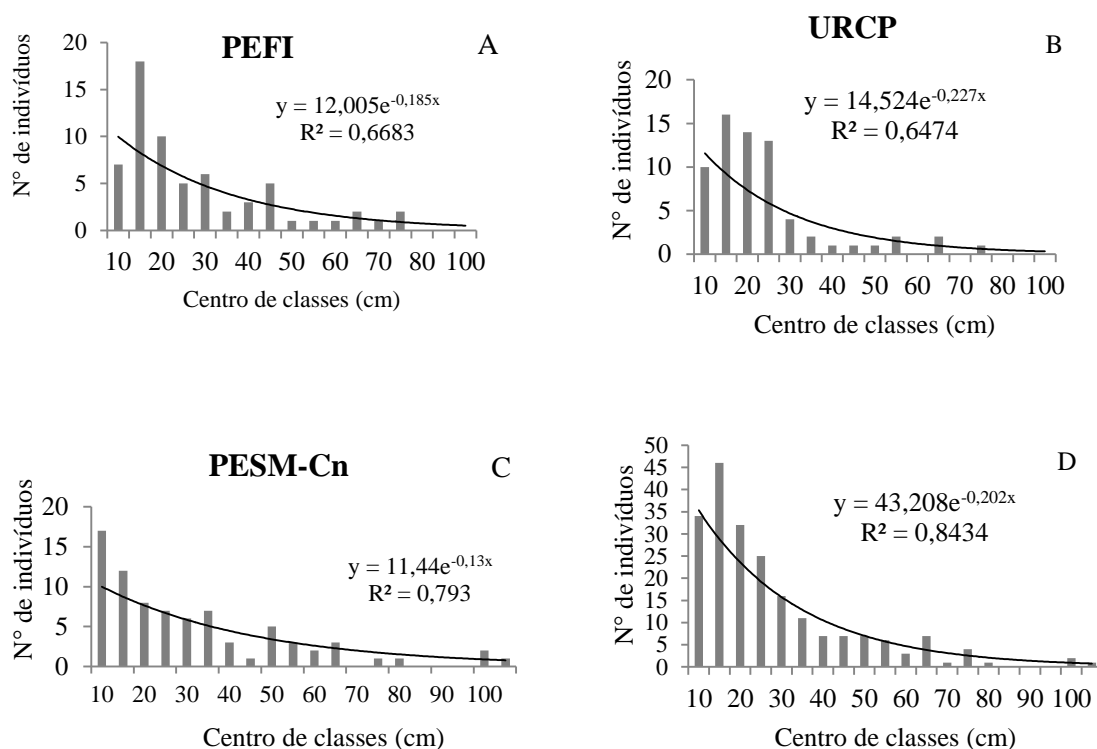 PEFI
A
N° de indivíduos
20
15
10
5
0
y = 12,005e^-0,185x
R² = 0,6683
10 20 30 40 50 60 70 80 100
Centro de classes (cm)
URCP
B
N° de indivíduos
20
15
10
5
0
y = 14,524e^-0,227x
R² = 0,6474
10 20 30 40 50 60 70 80 100
Centro de classes (cm)
PESM-Cn
C
N° de indivíduos
20
15
10
5
0
y = 11,44e^-0,13x
R² = 0,793
10 20 30 40 50 60 70 80 100
Centro de classes (cm)
D
N° de indivíduos
50
45
40
35
30
25
20
15
10
5
0
y = 43,208e^-0,202x
R² = 0,8434
10 20 30 40 50 60 70 80 100
Centro de classes (cm)